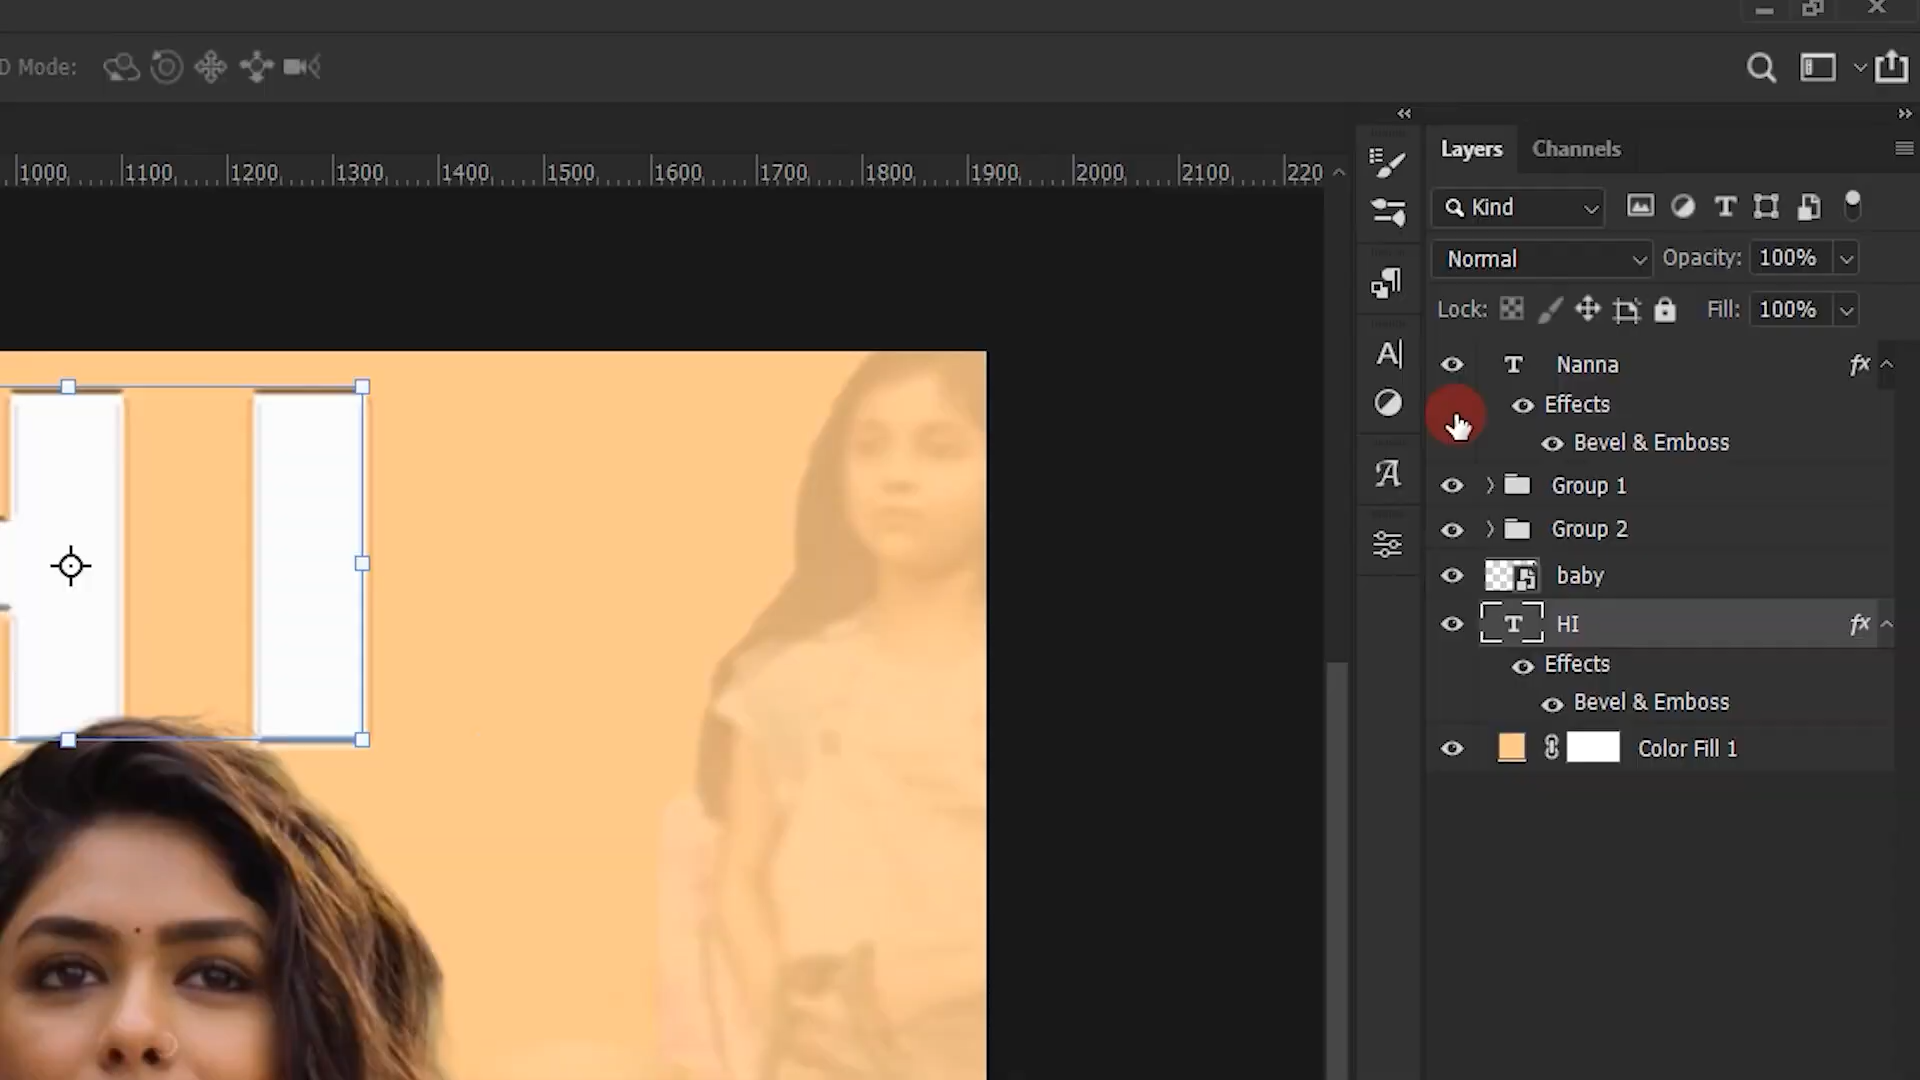 D Mode:
1000 1100 1200 1300 1400 1500 1600 1700 1800 1900 2000 2100 220
Layers Channels
Kind
Normal Opacity: 100%
Lock: Fill: 100%
Nanna fx
Effects
Bevel & Emboss
Group 1
Group 2
baby
HI fx
Effects
Bevel & Emboss
Color Fill 1